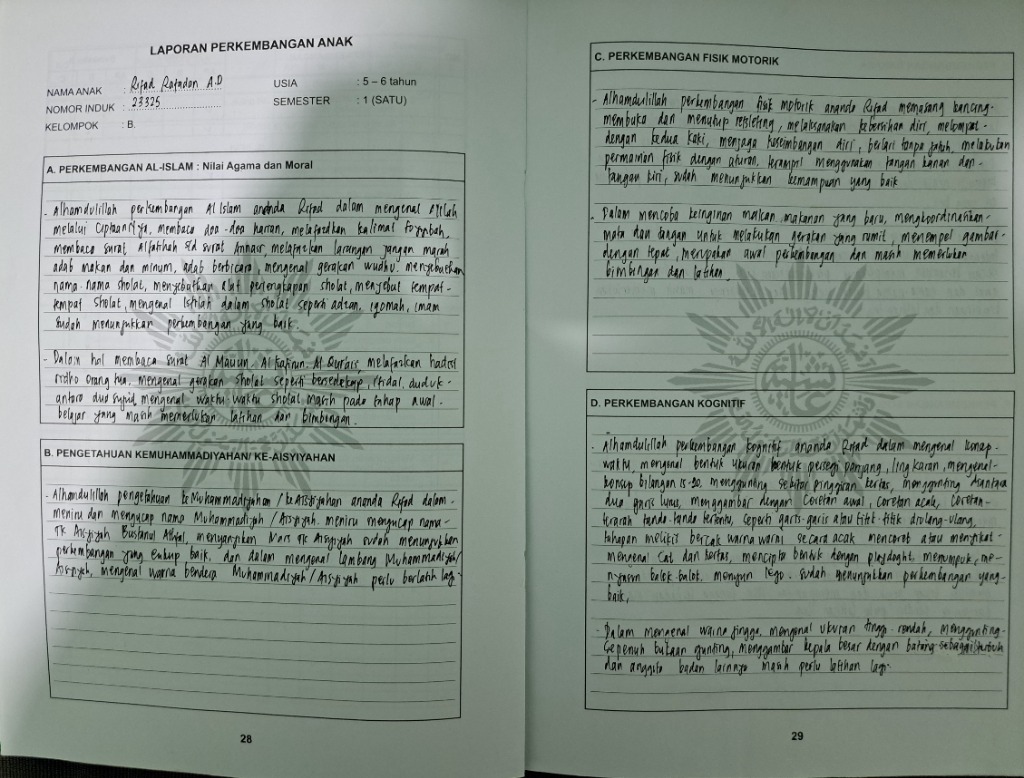 LAPORAN PERKEMBANGAN ANAK
NAMA ANAK : Rifad Ramadan A.D
USIA : 5 – 6 tahun
NOMOR INDUK : 23325
SEMESTER : 1 (SATU)
KELOMPOK : B.
A. PERKEMBANGAN AL-ISLAM : Nilai Agama dan Moral
- Alhamdulillah perkembangan Al Islam ananda Rifad dalam mengenal
melalui CiptaanNya, membaca doa-doa harian, melafadkan kalimat toyyibah,
membaca surat Alfatihah s/d surat Annasr, melafazkan larangan jangan marah
adab makan dan minum, adab berbicara, mengenal gerakan wudhu. menyebutkan
nama-nama sholat, menyebutkan alat perlengkapan sholat, menyebut tempat-
tempat sholat, mengenal istilah dalam sholat seperti adzan, iqomah, imam
sudah menunjukkan perkembangan yang baik.
- Dalam hal membaca surat Al Mauun, Al Kafirun, Al Quraisy, melafazkan hadist
ridho orang tua, mengenal gerakan sholat seperti bersedekap, i'tidal, duduk-
antara dua sujud, mengenal waktu-waktu sholat masih pada tahap awal-
belajar yang masih memerlukan latihan dan bimbingan.
B. PENGETAHUAN KEMUHAMMADIYAHAN/ KE-AISYIYAHAN
- Alhamdulillah pengetahuan keMuhammadiyahan / keAisyiyahan ananda Rifad dalam-
meniru dan mengucap nama Muhammadiyah / Aisyiyah. meniru mengucap nama-
TK Aisyiyah Bustanul Athfal, menyanyikan Mars TK Aisyiyah sudah menunjukkan
perkembangan yang cukup baik, dan dalam mengenal Lambang Muhammadiyah/
Aisyiyah, mengenal warna bendera Muhammadiyah/Aisyiyah perlu berlatih lagi-
28
C. PERKEMBANGAN FISIK MOTORIK
- Alhamdulillah perkembangan fisik motorik ananda Rifad memasang kancing-
membuka dan menutup resleting, melaksanakan kebersihan diri, melompat-
dengan kedua kaki, menjaga keseimbangan diri, berlari tanpa jatuh, melakukan
permainan fisik dengan aturan, terampil menggunakan tangan kanan dan-
tangan kiri, sudah menunjukkan kemampuan yang baik
- Dalam mencoba keinginan makan makanan yang baru, mengkoordinasikan-
mata dan tangan untuk melakukan gerakan yang rumit, menempel gambar-
dengan tepat, merupakan awal perkembangan dan masih memerlukan
bimbingan dan latihan
D. PERKEMBANGAN KOGNITIF
- Alhamdulillah perkembangan kognitif ananda Rifad dalam mengenal konsep-
waktu, mengenal bentuk ukuran bentuk persegi panjang, lingkaran, mengenal-
konsep bilangan 15-20. menggunting sekitar pinggiran kertas, menggunting diantara
dua garis lurus, menggambar dengan coretan awal, coretan acak, coretan-
terarah tanda-tanda tertentu, seperti garis-garis atau titik-titik diulang-ulang,
tahapan melukis bercak warna warni secara acak mencoret atau menyikat-
mengenal cat dan kertas, mencipta bentuk dengan playdought, menumpuk, me-
nyusun balok-balok, menyusun lego. sudah menunjukkan perkembangan yang-
baik,
- Dalam mengenal warna jingga, mengenal ukuran tinggi-rendah, menggunting-
sepenuh bukaan gunting, menggambar kepala besar dengan batang sebagai tubuh
dan anggota badan lainnya masih perlu latihan lagi-
29